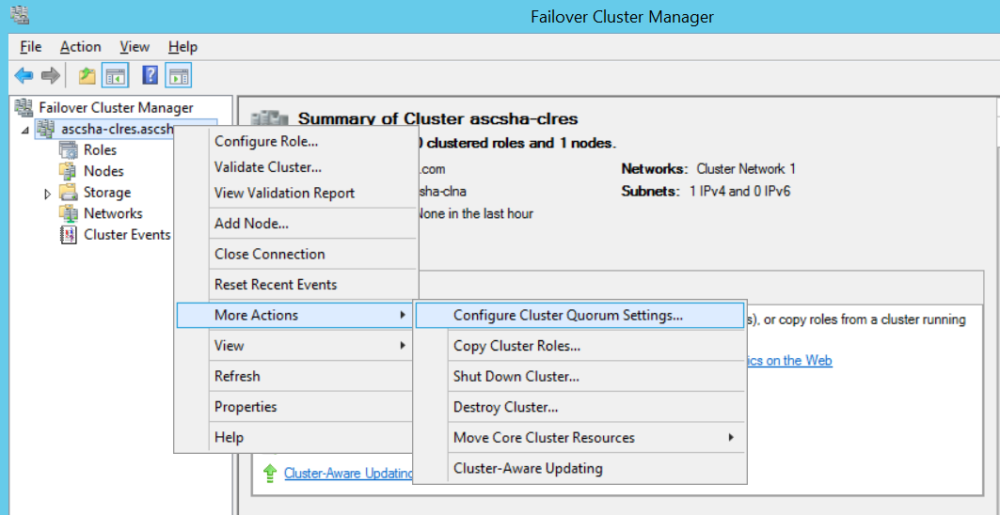 Failover Cluster Manager
File Action View Help
Failover Cluster Manager
ascsha-clres.ascsh
Roles
Nodes
Storage
Networks
Cluster Events
Summary of Cluster ascsha-clres
0 clustered roles and 1 nodes.
.com
Networks: Cluster Network 1
sha-clna
Subnets: 1 IPv4 and 0 IPv6
None in the last hour
Configure Role...
Validate Cluster...
View Validation Report
Add Node...
Close Connection
Reset Recent Events
More Actions
View
Refresh
Properties
Help
Configure Cluster Quorum Settings...
Copy Cluster Roles...
Shut Down Cluster...
Destroy Cluster...
Move Core Cluster Resources
Cluster-Aware Updating
s), or copy roles from a cluster running
ics on the Web
Cluster-Aware Updating